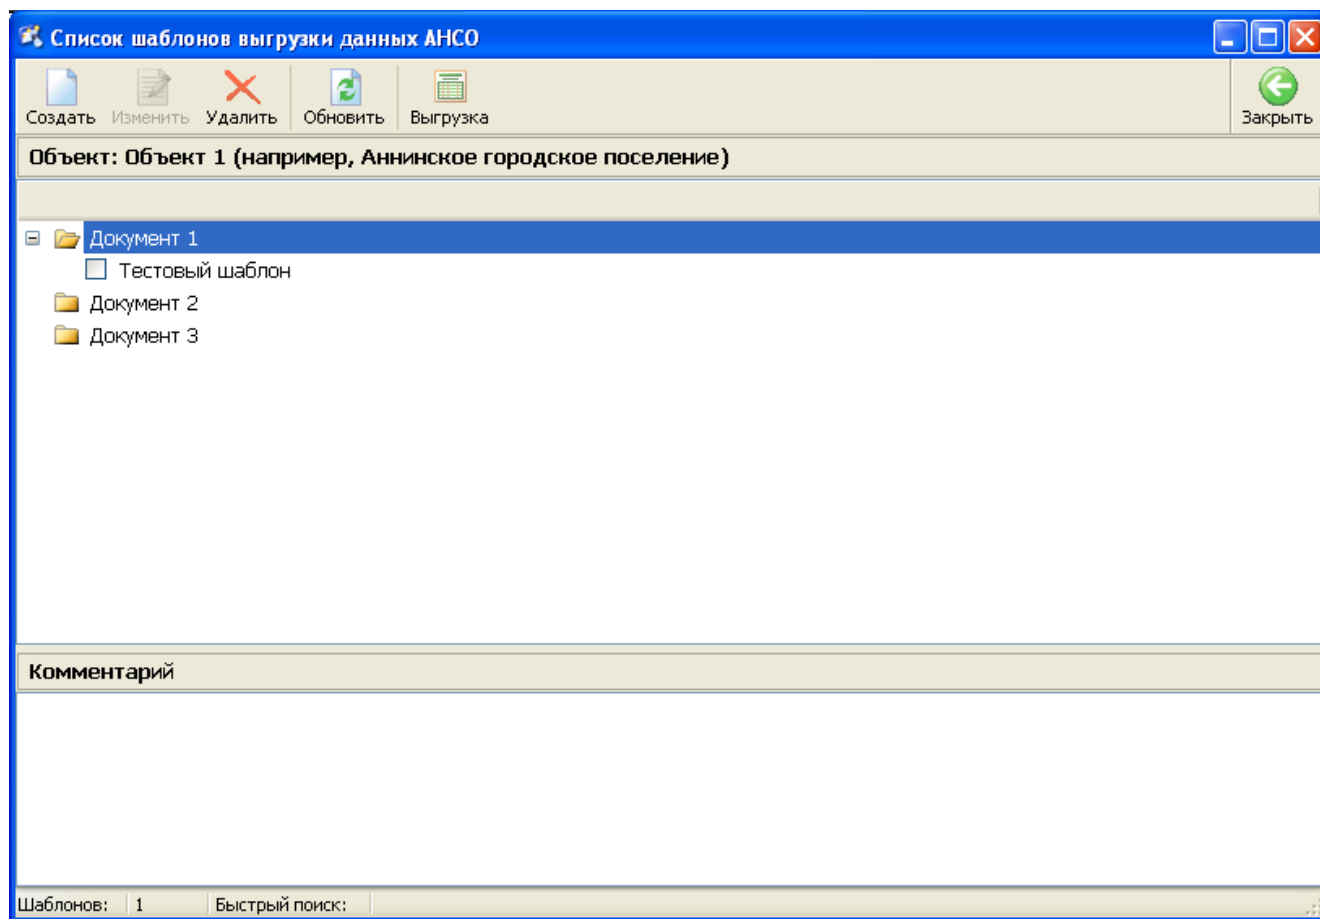 Список шаблонов выгрузки данных АНСО
Создать Изменить Удалить Обновить Выгрузка Закрыть
Объект: Объект 1 (например, Аннинское городское поселение)
Документ 1
Тестовый шаблон
Документ 2
Документ 3
Комментарий
Шаблонов: 1 Быстрый поиск: